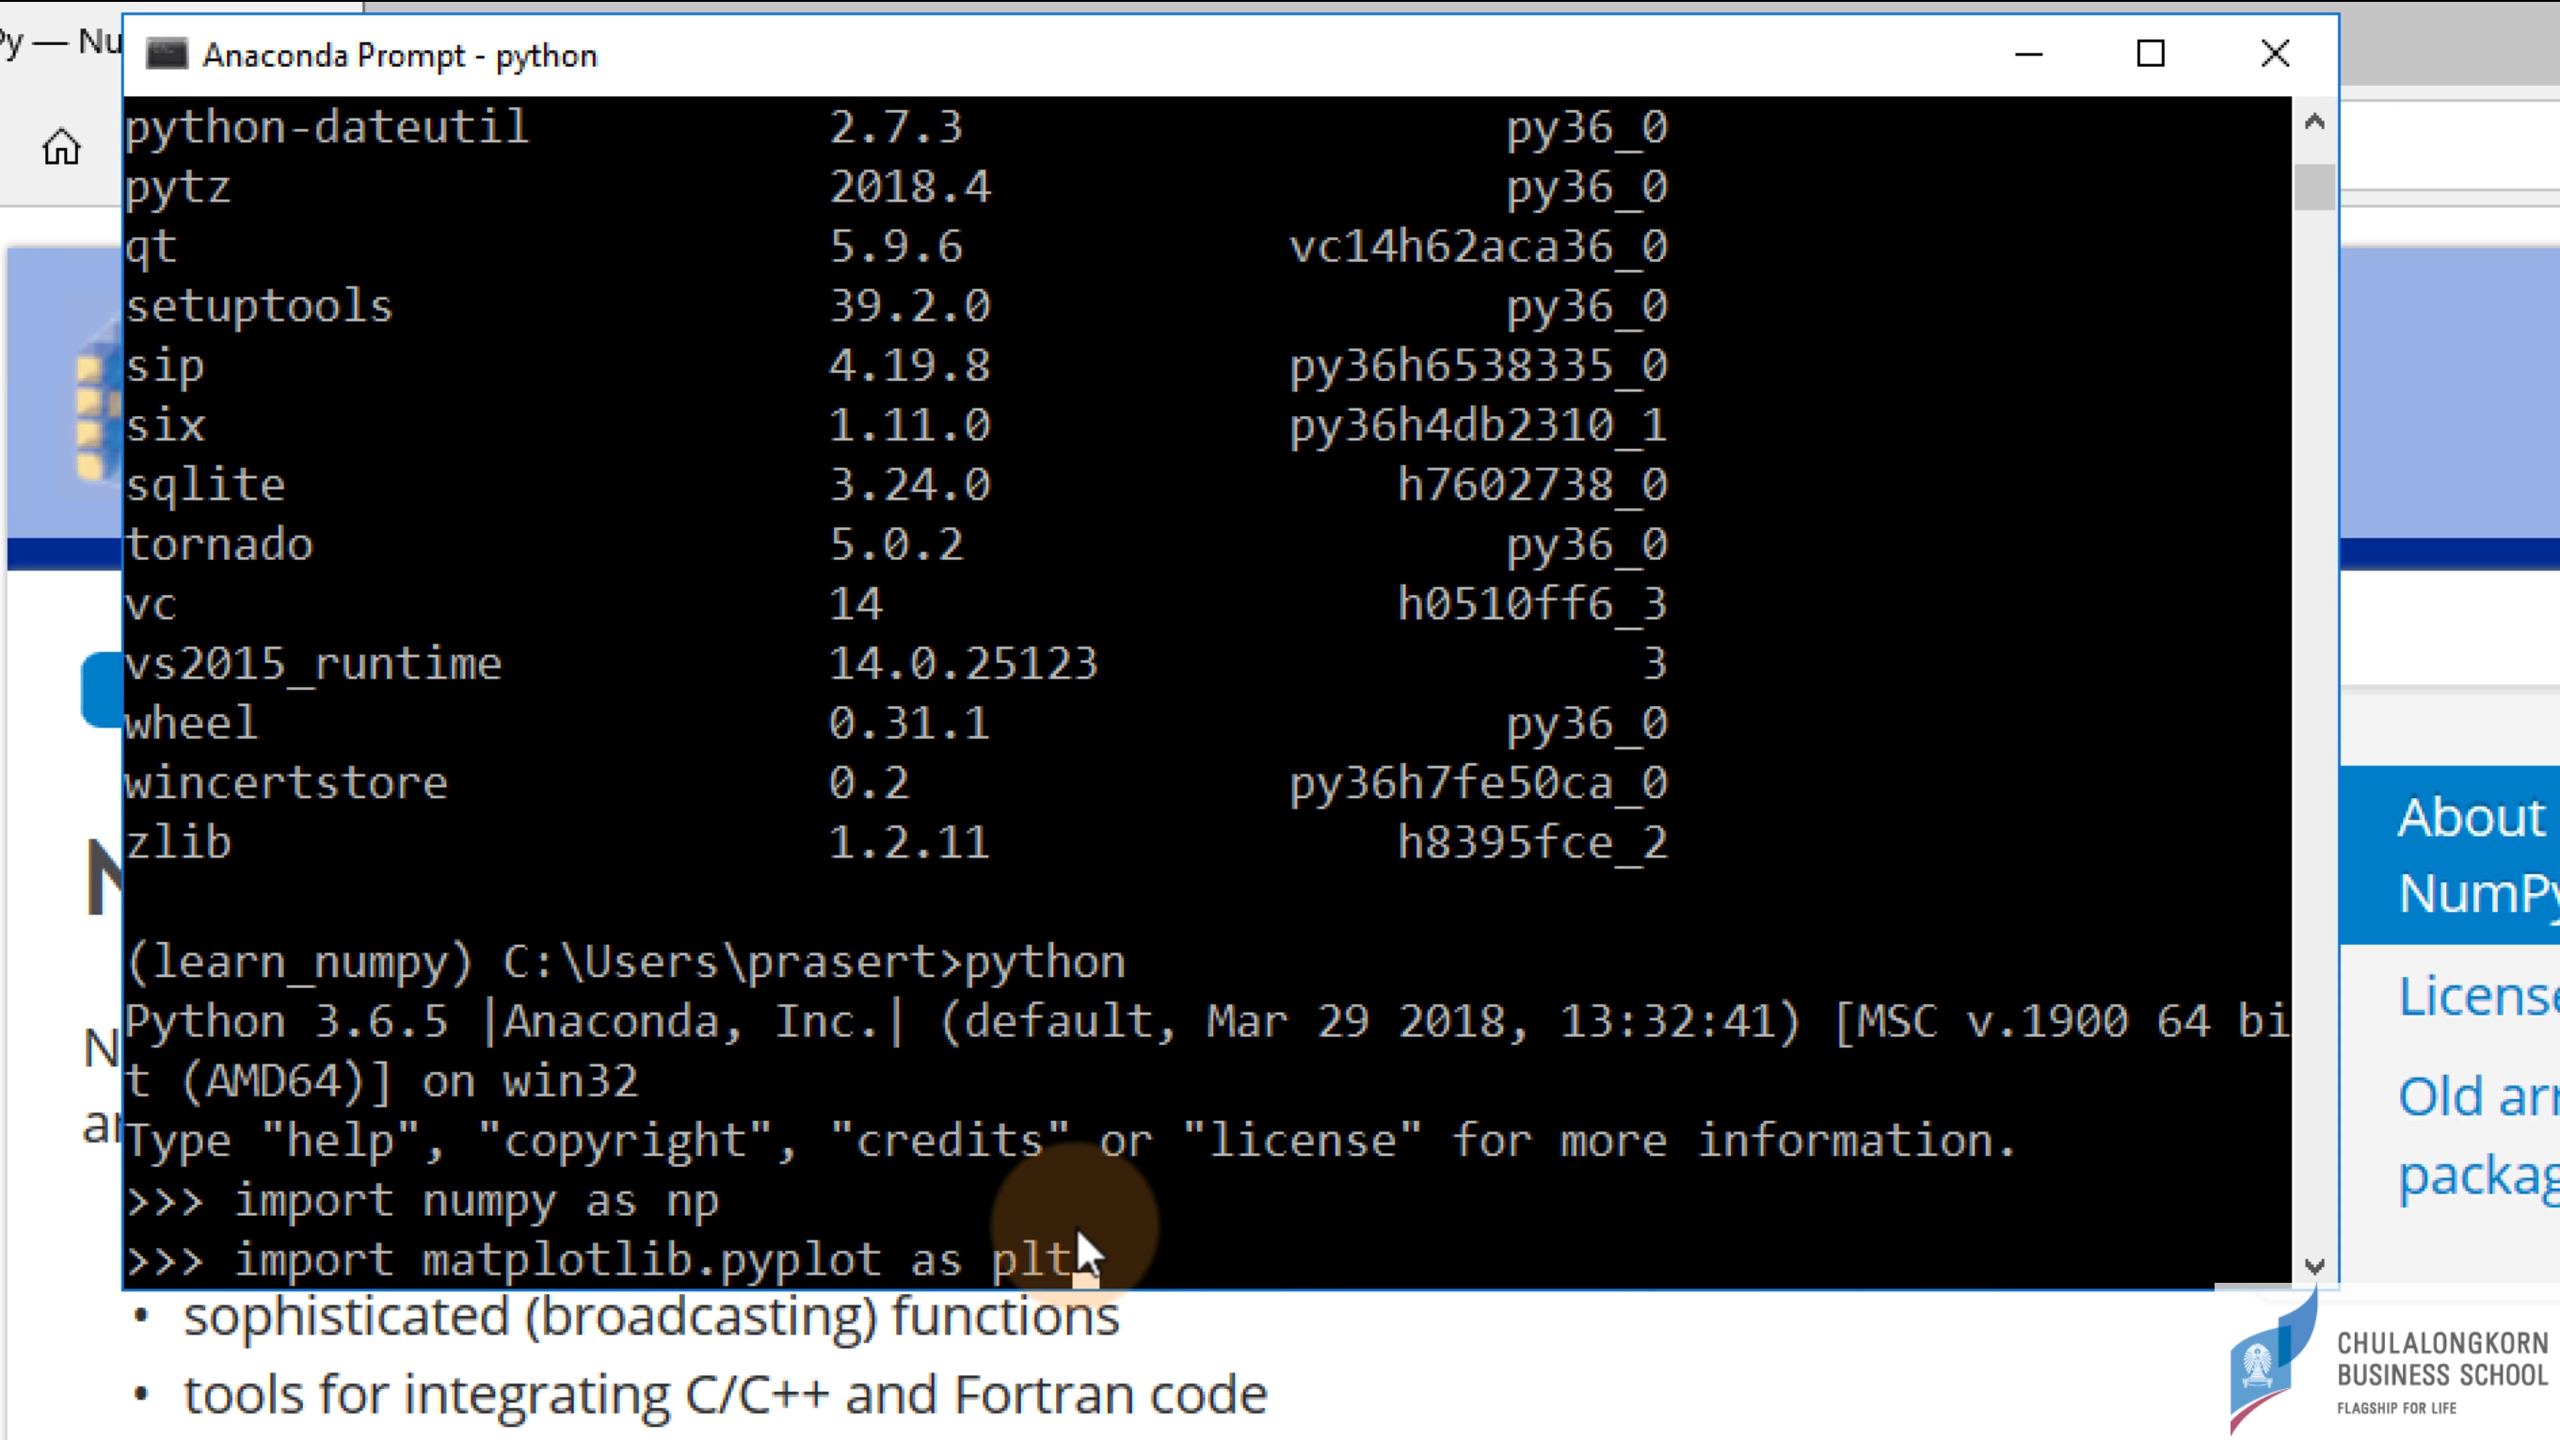 Py — Nu
Anaconda Prompt - python
python-dateutil 2.7.3 py36_0
pytz 2018.4 py36_0
qt 5.9.6 vc14h62aca36_0
setuptools 39.2.0 py36_0
sip 4.19.8 py36h6538335_0
six 1.11.0 py36h4db2310_1
sqlite 3.24.0 h7602738_0
tornado 5.0.2 py36_0
vc 14 h0510ff6_3
vs2015_runtime 14.0.25123 3
wheel 0.31.1 py36_0
wincertstore 0.2 py36h7fe50ca_0
zlib 1.2.11 h8395fce_2
(learn_numpy) C:\Users\prasert>python
Python 3.6.5 |Anaconda, Inc.| (default, Mar 29 2018, 13:32:41) [MSC v.1900 64 bi
t (AMD64)] on win32
Type "help", "copyright", "credits" or "license" for more information.
>>> import numpy as np
>>> import matplotlib.pyplot as plt
• sophisticated (broadcasting) functions
• tools for integrating C/C++ and Fortran code
About
NumPy
License
Old arr
packag
CHULALONGKORN
BUSINESS SCHOOL
FLAGSHIP FOR LIFE